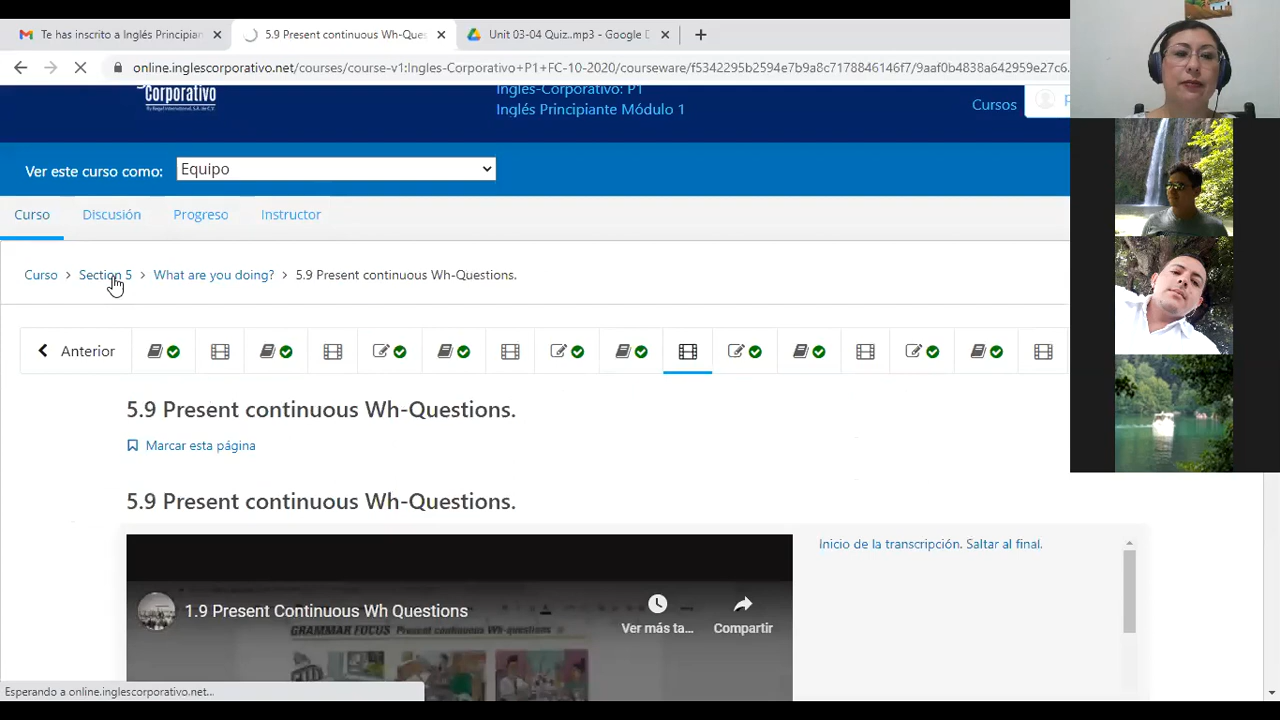 Te has inscrito a Inglés Principian
5.9 Present continuous Wh-Ques
Unit 03-04 Quiz..mp3 - Google D
online.inglescorporativo.net/courses/course-v1:Ingles-Corporativo+P1+FC-10-2020/courseware/f5342295b2594e7b9a8c7178846146f7/9aaf0b4838a642959e27c6.
Corporativo
Ingles-Corporativo: P1
Inglés Principiante Módulo 1
Cursos
Ver este curso como:
Equipo
Curso
Discusión
Progreso
Instructor
Curso > Section 5 > What are you doing? > 5.9 Present continuous Wh-Questions.
Anterior
5.9 Present continuous Wh-Questions.
Marcar esta página
5.9 Present continuous Wh-Questions.
Inicio de la transcripción. Saltar al final.
1.9 Present Continuous Wh Questions
Ver más ta...
Compartir
GRAMMAR FOCUS Present continuous Wh-questions
Esperando a online.inglescorporativo.net...